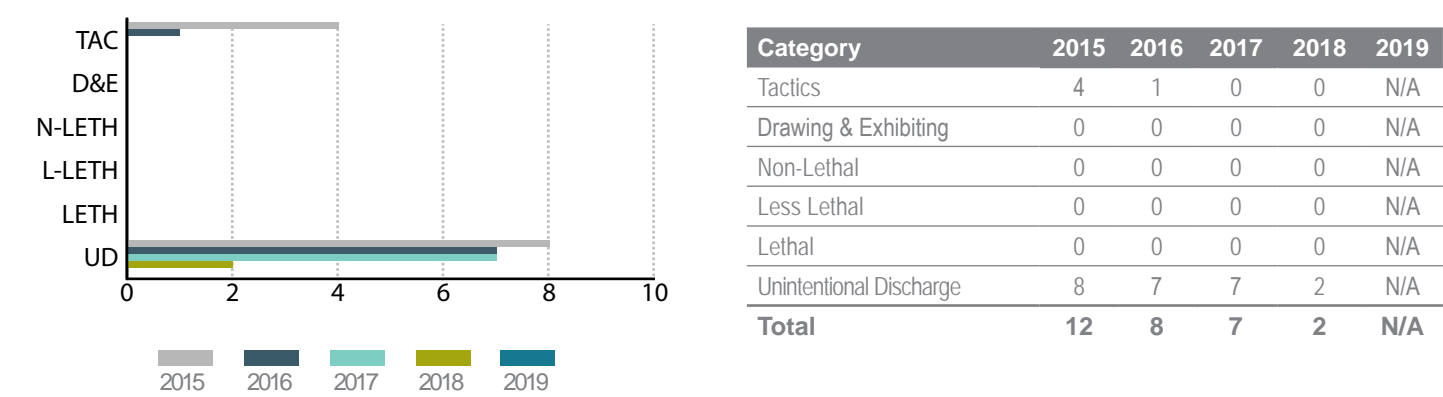 TAC
D&E
N-LETH
L-LETH
LETH
UD
0 2 4 6 8 10
2015 2016 2017 2018 2019
Category 2015 2016 2017 2018 2019
Tactics 4 1 0 0 N/A
Drawing & Exhibiting 0 0 0 0 N/A
Non-Lethal 0 0 0 0 N/A
Less Lethal 0 0 0 0 N/A
Lethal 0 0 0 0 N/A
Unintentional Discharge 8 7 7 2 N/A
Total 12 8 7 2 N/A